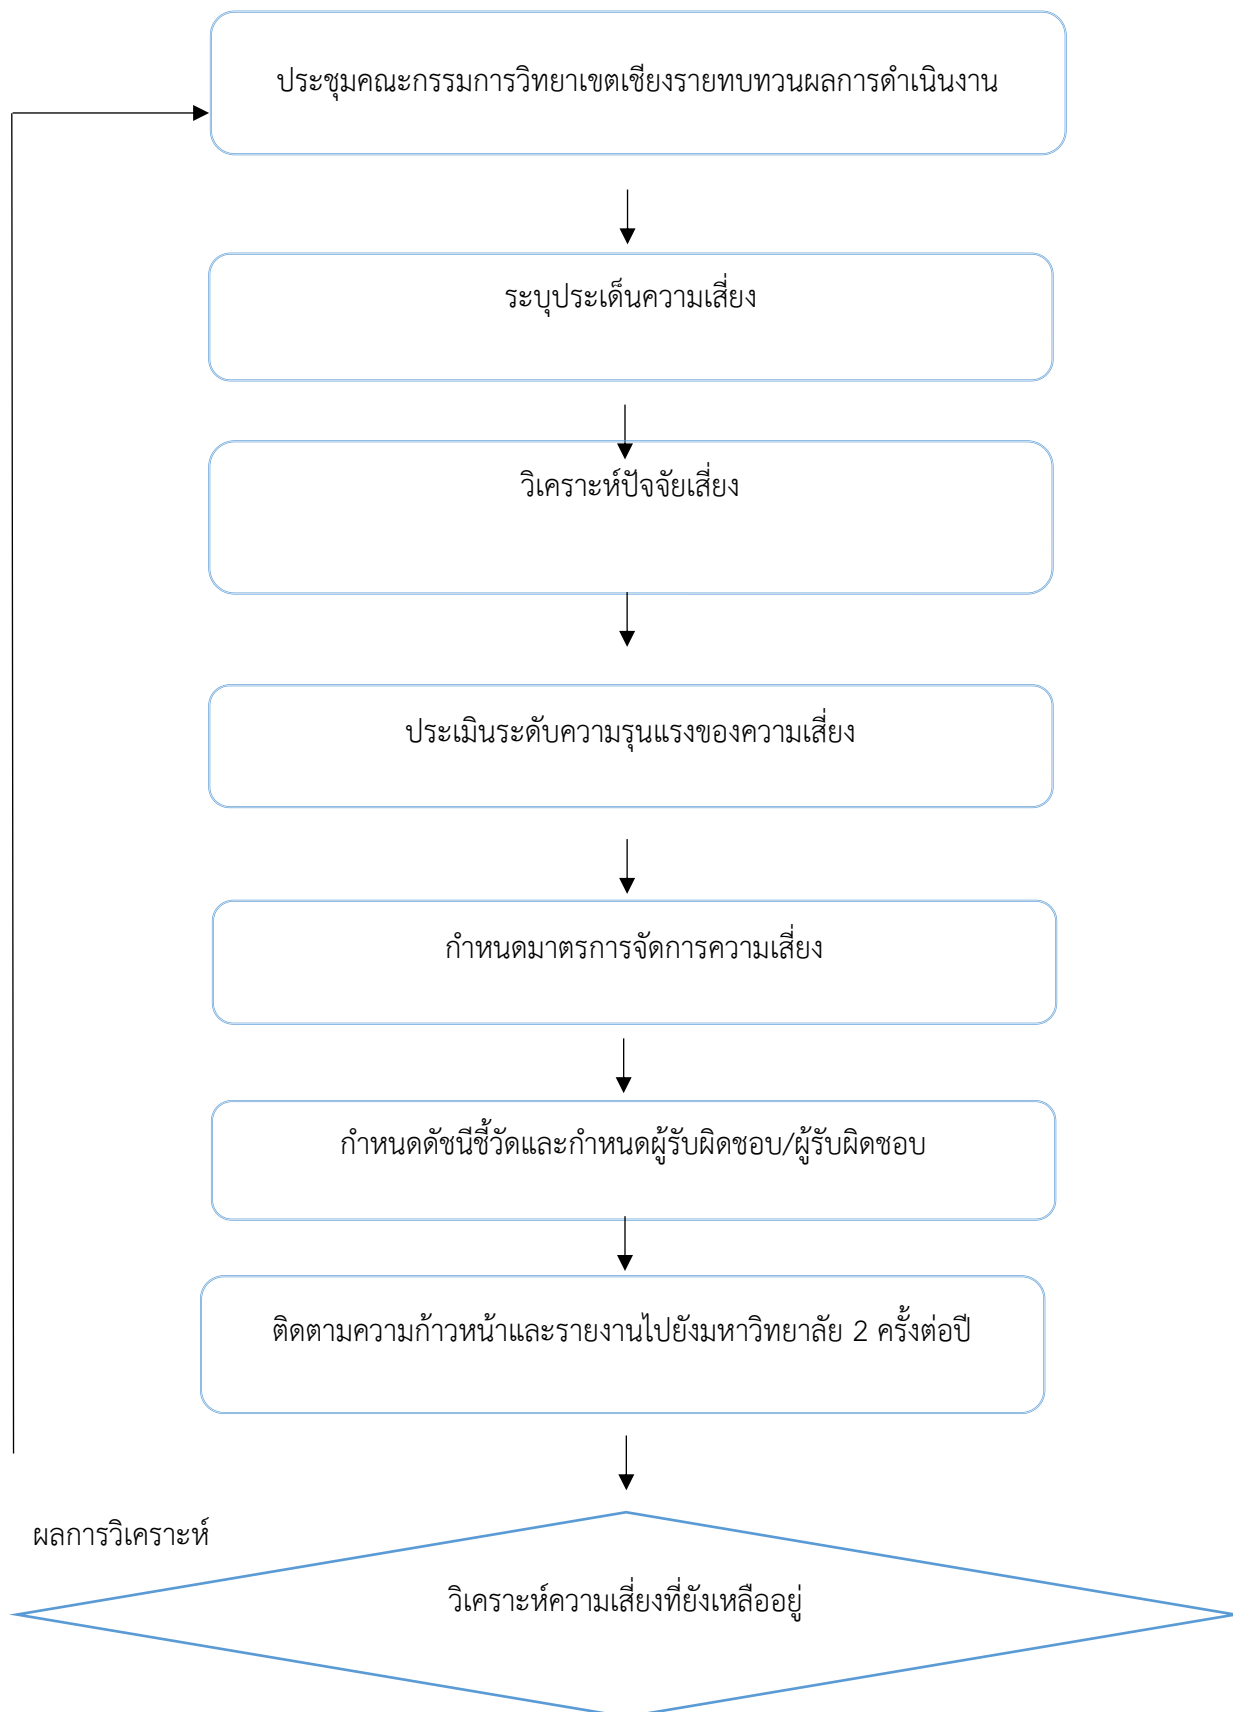 ประชุมคณะกรรมการวิทยาเขตเชียงรายทบทวนผลการดำเนินงาน
ระบุประเด็นความเสี่ยง
วิเคราะห์ปัจจัยเสี่ยง
ประเมินระดับความรุนแรงของความเสี่ยง
กำหนดมาตรการจัดการความเสี่ยง
กำหนดดัชนีชี้วัดและกำหนดผู้รับผิดชอบ/ผู้รับผิดชอบ
ติดตามความก้าวหน้าและรายงานไปยังมหาวิทยาลัย 2 ครั้งต่อปี
ผลการวิเคราะห์
วิเคราะห์ความเสี่ยงที่ยังเหลืออยู่